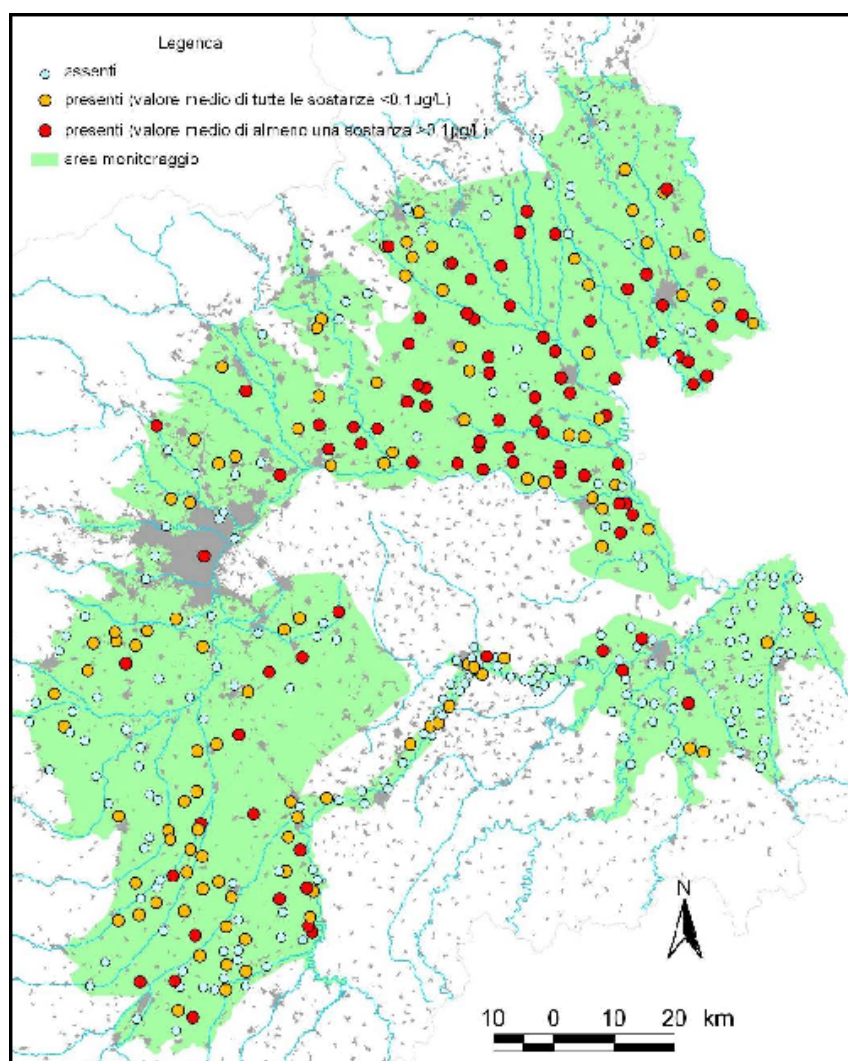 Legenca
assenti
presenti (valore medio di tutte le sostanze <0.1µg/L)
presenti (valore medio di almeno una sostanza >0.1µg/L)
area monitoraggio
N
10 0 10 20 km